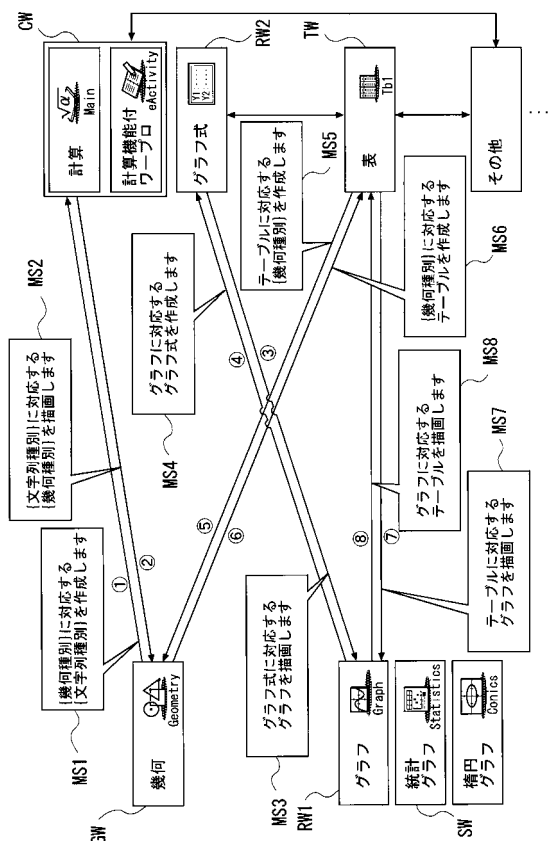 CW
計算
√α
Main
計算機能付
ワープロ
eActivity
RW2
グラフ式
Y1:
Y2:
TW
表
Tb1
その他
...
MS2
{文字列種別}に対応する
{幾何種別}を描画します
MS1
{幾何種別}に対応する
{文字列種別}を作成します
①
②
MS4
グラフに対応する
グラフ式を作成します
④
③
MS5
テーブルに対応する
{幾何種別}を作成します
MS6
{幾何種別}に対応する
テーブルを作成します
⑤
⑥
MS3
グラフ式に対応する
グラフを描画します
MS8
グラフに対応する
テーブルを描画します
MS7
テーブルに対応する
グラフを描画します
⑧
⑦
GW
幾何
Geometry
RW1
グラフ
Graph
統計
グラフ
Statistics
SW
楕円
グラフ
Conics